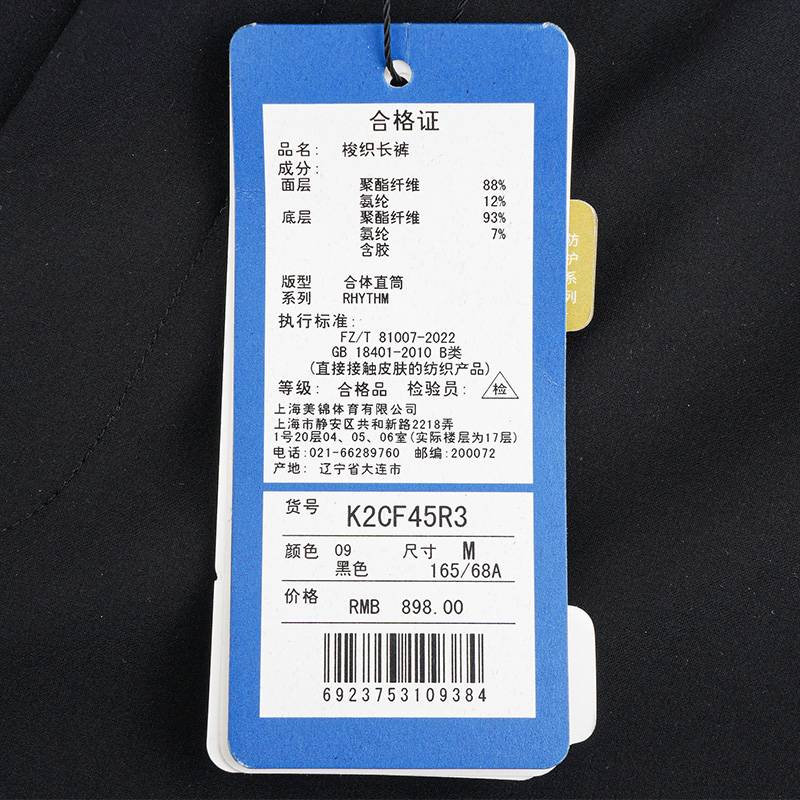 合格证
品名: 梭织长裤
成分:
面层 聚酯纤维 88%
氨纶 12%
底层 聚酯纤维 93%
氨纶 7%
含胶
版型 合体直筒
系列 RHYTHM
执行标准:
FZ/T 81007-2022
GB 18401-2010 B类
(直接接触皮肤的纺织产品)
等级: 合格品 检验员: 检
上海美锦体育有限公司
上海市静安区共和新路2218弄
1号20层04、05、06室(实际楼层为17层)
电话:021-66289760 邮编:200072
产地: 辽宁省大连市
货号 K2CF45R3
颜色 09 尺寸 M
黑色 165/68A
价格 RMB 898.00
6923753109384
防护系列